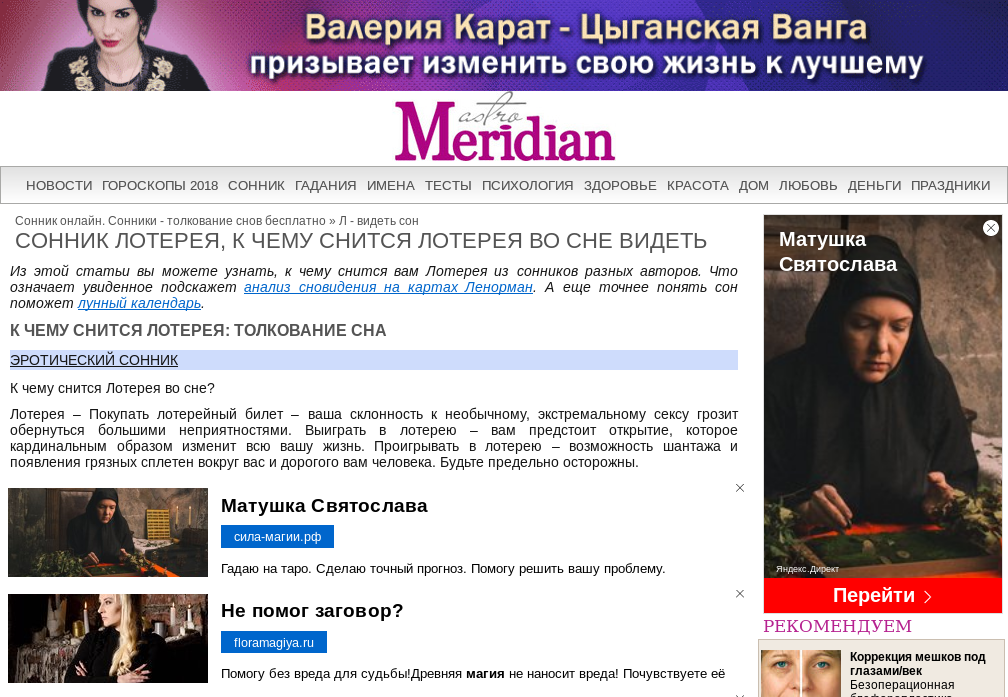 Валерия Карат - Цыганская Ванга
призывает изменить свою жизнь к лучшему
astro
Meridian
НОВОСТИ ГОРОСКОПЫ 2018 СОННИК ГАДАНИЯ ИМЕНА ТЕСТЫ ПСИХОЛОГИЯ ЗДОРОВЬЕ КРАСОТА ДОМ ЛЮБОВЬ ДЕНЬГИ ПРАЗДНИКИ
Сонник онлайн. Сонники - толкование снов бесплатно » Л - видеть сон
СОННИК ЛОТЕРЕЯ, К ЧЕМУ СНИТСЯ ЛОТЕРЕЯ ВО СНЕ ВИДЕТЬ
Из этой статьи вы можете узнать, к чему снится вам Лотерея из сонников разных авторов. Что
означает увиденное подскажет анализ сновидения на картах Ленорман. А еще точнее понять сон
поможет лунный календарь.
К ЧЕМУ СНИТСЯ ЛОТЕРЕЯ: ТОЛКОВАНИЕ СНА
ЭРОТИЧЕСКИЙ СОННИК
К чему снится Лотерея во сне?
Лотерея – Покупать лотерейный билет – ваша склонность к необычному, экстремальному сексу грозит
обернуться большими неприятностями. Выиграть в лотерею – вам предстоит открытие, которое
кардинальным образом изменит всю вашу жизнь. Проигрывать в лотерею – возможность шантажа и
появления грязных сплетен вокруг вас и дорогого вам человека. Будьте предельно осторожны.
Матушка Святослава
сила-магии.рф
Гадаю на таро. Сделаю точный прогноз. Помогу решить вашу проблему.
Не помог заговор?
floramagiya.ru
Помогу без вреда для судьбы!Древняя магия не наносит вреда! Почувствуете её
Матушка
Святослава
Яндекс.Директ
Перейти
РЕКОМЕНДУЕМ
Коррекция мешков под
глазами/век
Безоперационная
блефаропластика